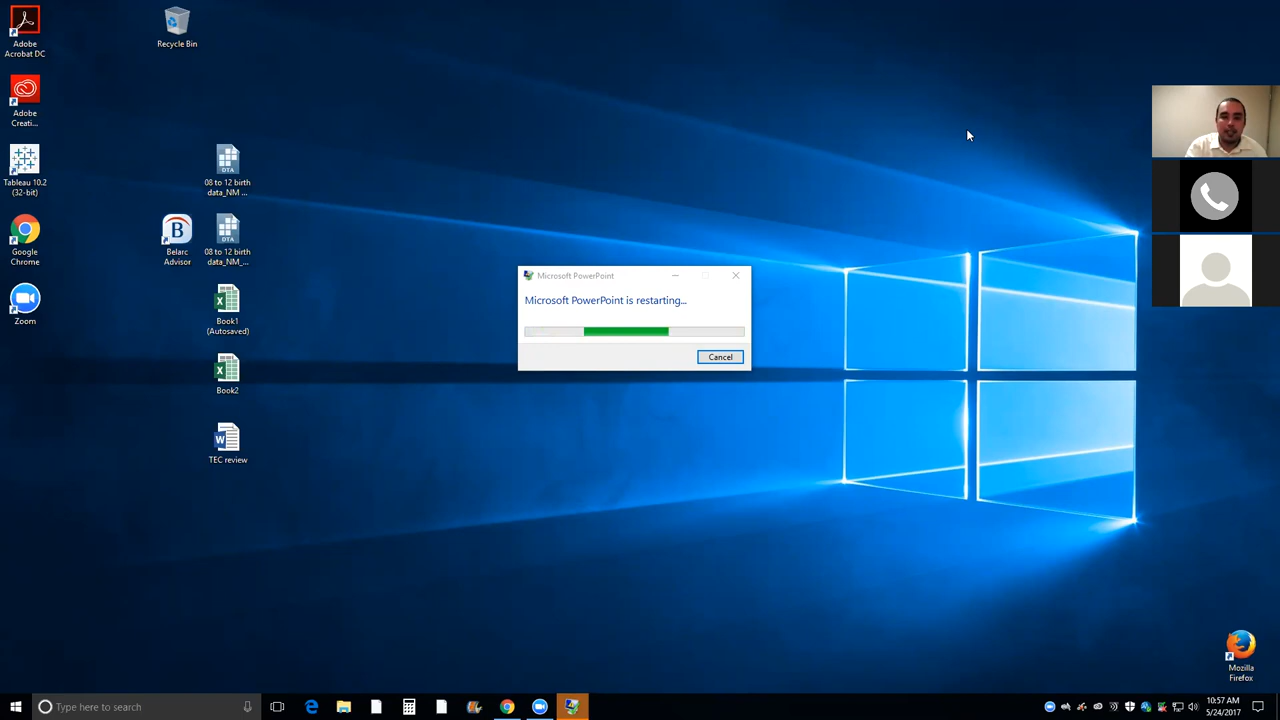 Adobe
Acrobat DC
Recycle Bin
Adobe
Creati...
Tableau 10.2
(32-bit)
DTA
08 to 12 birth
data_NM ...
Google
Chrome
B
Belarc
Advisor
DTA
08 to 12 birth
data_NM_...
Zoom
Book1
(Autosaved)
Book2
TEC review
Microsoft PowerPoint
Microsoft PowerPoint is restarting...
Cancel
Mozilla
Firefox
Type here to search
10:57 AM
5/24/2017